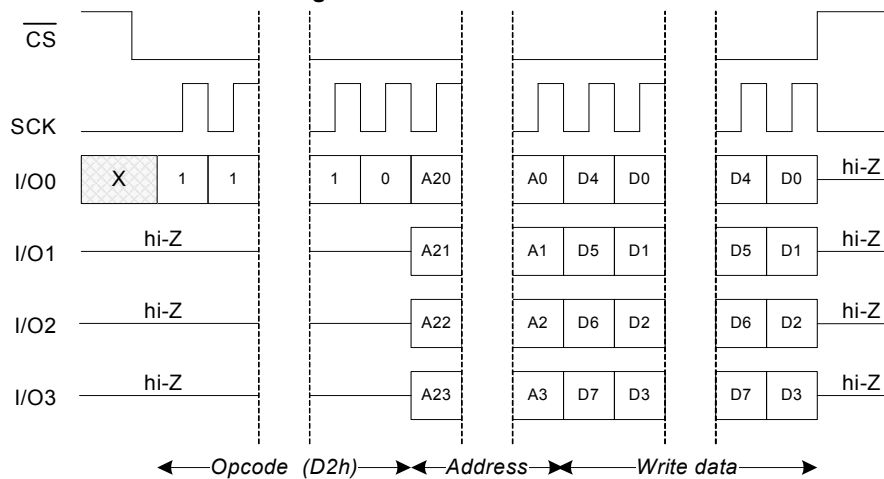 CS
SCK
I/O0 X 1 1 1 0 A20 A0 D4 D0 D4 D0 hi-Z
I/O1 hi-Z A21 A1 D5 D1 D5 D1 hi-Z
I/O2 hi-Z A22 A2 D6 D2 D6 D2 hi-Z
I/O3 hi-Z A23 A3 D7 D3 D7 D3 hi-Z
Opcode (D2h) Address Write data